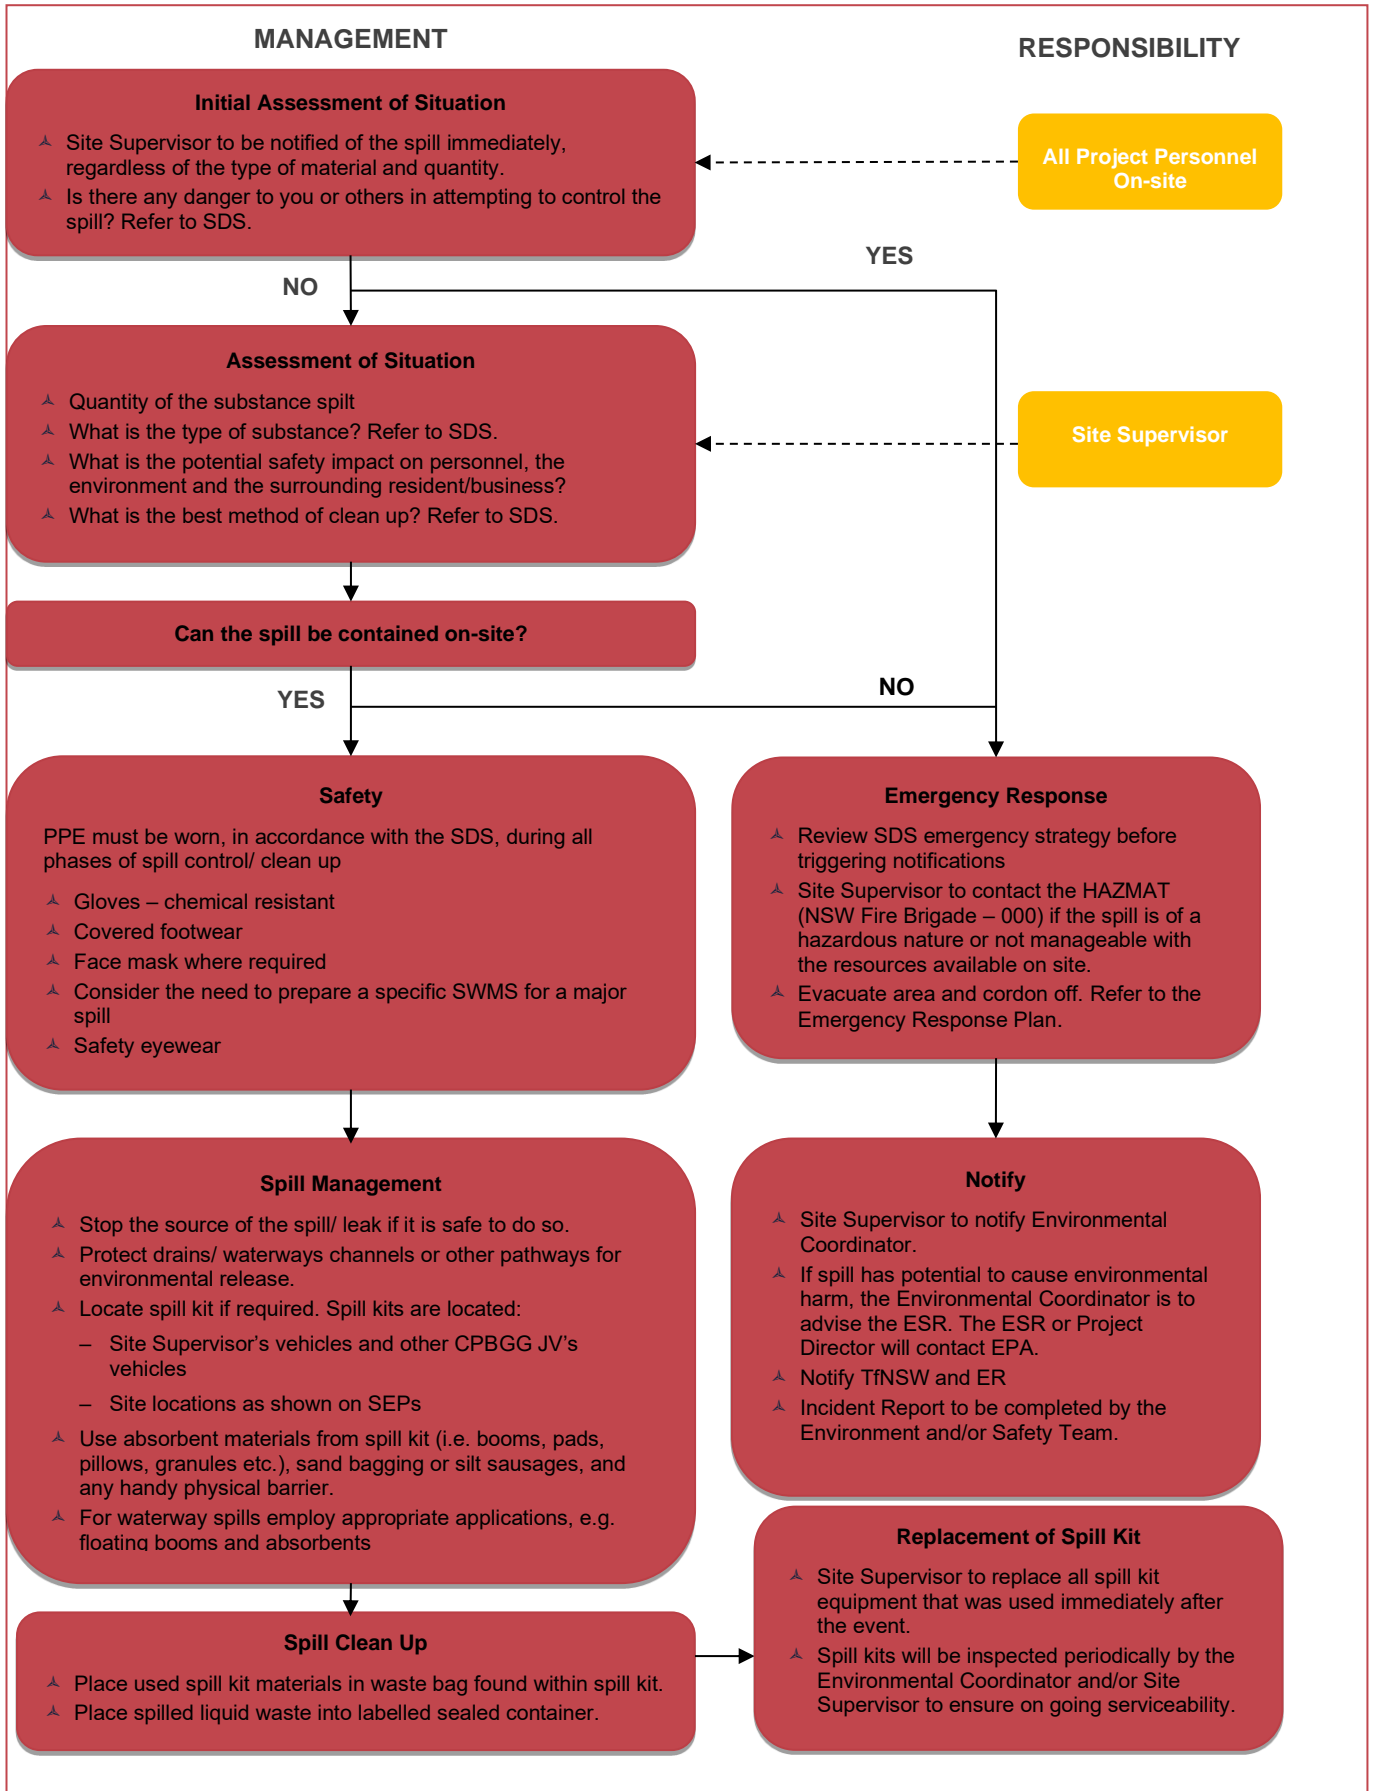 MANAGEMENT
RESPONSIBILITY
Initial Assessment of Situation
Site Supervisor to be notified of the spill immediately,
regardless of the type of material and quantity.
Is there any danger to you or others in attempting to control the
spill? Refer to SDS.
All Project Personnel
On-site
YES
NO
Assessment of Situation
Quantity of the substance spilt
What is the type of substance? Refer to SDS.
What is the potential safety impact on personnel, the
environment and the surrounding resident/business?
What is the best method of clean up? Refer to SDS.
Site Supervisor
Can the spill be contained on-site?
YES
NO
Safety
PPE must be worn, in accordance with the SDS, during all
phases of spill control/ clean up
Gloves – chemical resistant
Covered footwear
Face mask where required
Consider the need to prepare a specific SWMS for a major
spill
Safety eyewear
Emergency Response
Review SDS emergency strategy before
triggering notifications
Site Supervisor to contact the HAZMAT
(NSW Fire Brigade – 000) if the spill is of a
hazardous nature or not manageable with
the resources available on site.
Evacuate area and cordon off. Refer to the
Emergency Response Plan.
Spill Management
Stop the source of the spill/ leak if it is safe to do so.
Protect drains/ waterways channels or other pathways for
environmental release.
Locate spill kit if required. Spill kits are located:
– Site Supervisor's vehicles and other CPBGG JV's
vehicles
– Site locations as shown on SEPs
Use absorbent materials from spill kit (i.e. booms, pads,
pillows, granules etc.), sand bagging or silt sausages, and
any handy physical barrier.
For waterway spills employ appropriate applications, e.g.
floating booms and absorbents
Notify
Site Supervisor to notify Environmental
Coordinator.
If spill has potential to cause environmental
harm, the Environmental Coordinator is to
advise the ESR. The ESR or Project
Director will contact EPA.
Notify TfNSW and ER
Incident Report to be completed by the
Environment and/or Safety Team.
Spill Clean Up
Place used spill kit materials in waste bag found within spill kit.
Place spilled liquid waste into labelled sealed container.
Replacement of Spill Kit
Site Supervisor to replace all spill kit
equipment that was used immediately after
the event.
Spill kits will be inspected periodically by the
Environmental Coordinator and/or Site
Supervisor to ensure on going serviceability.